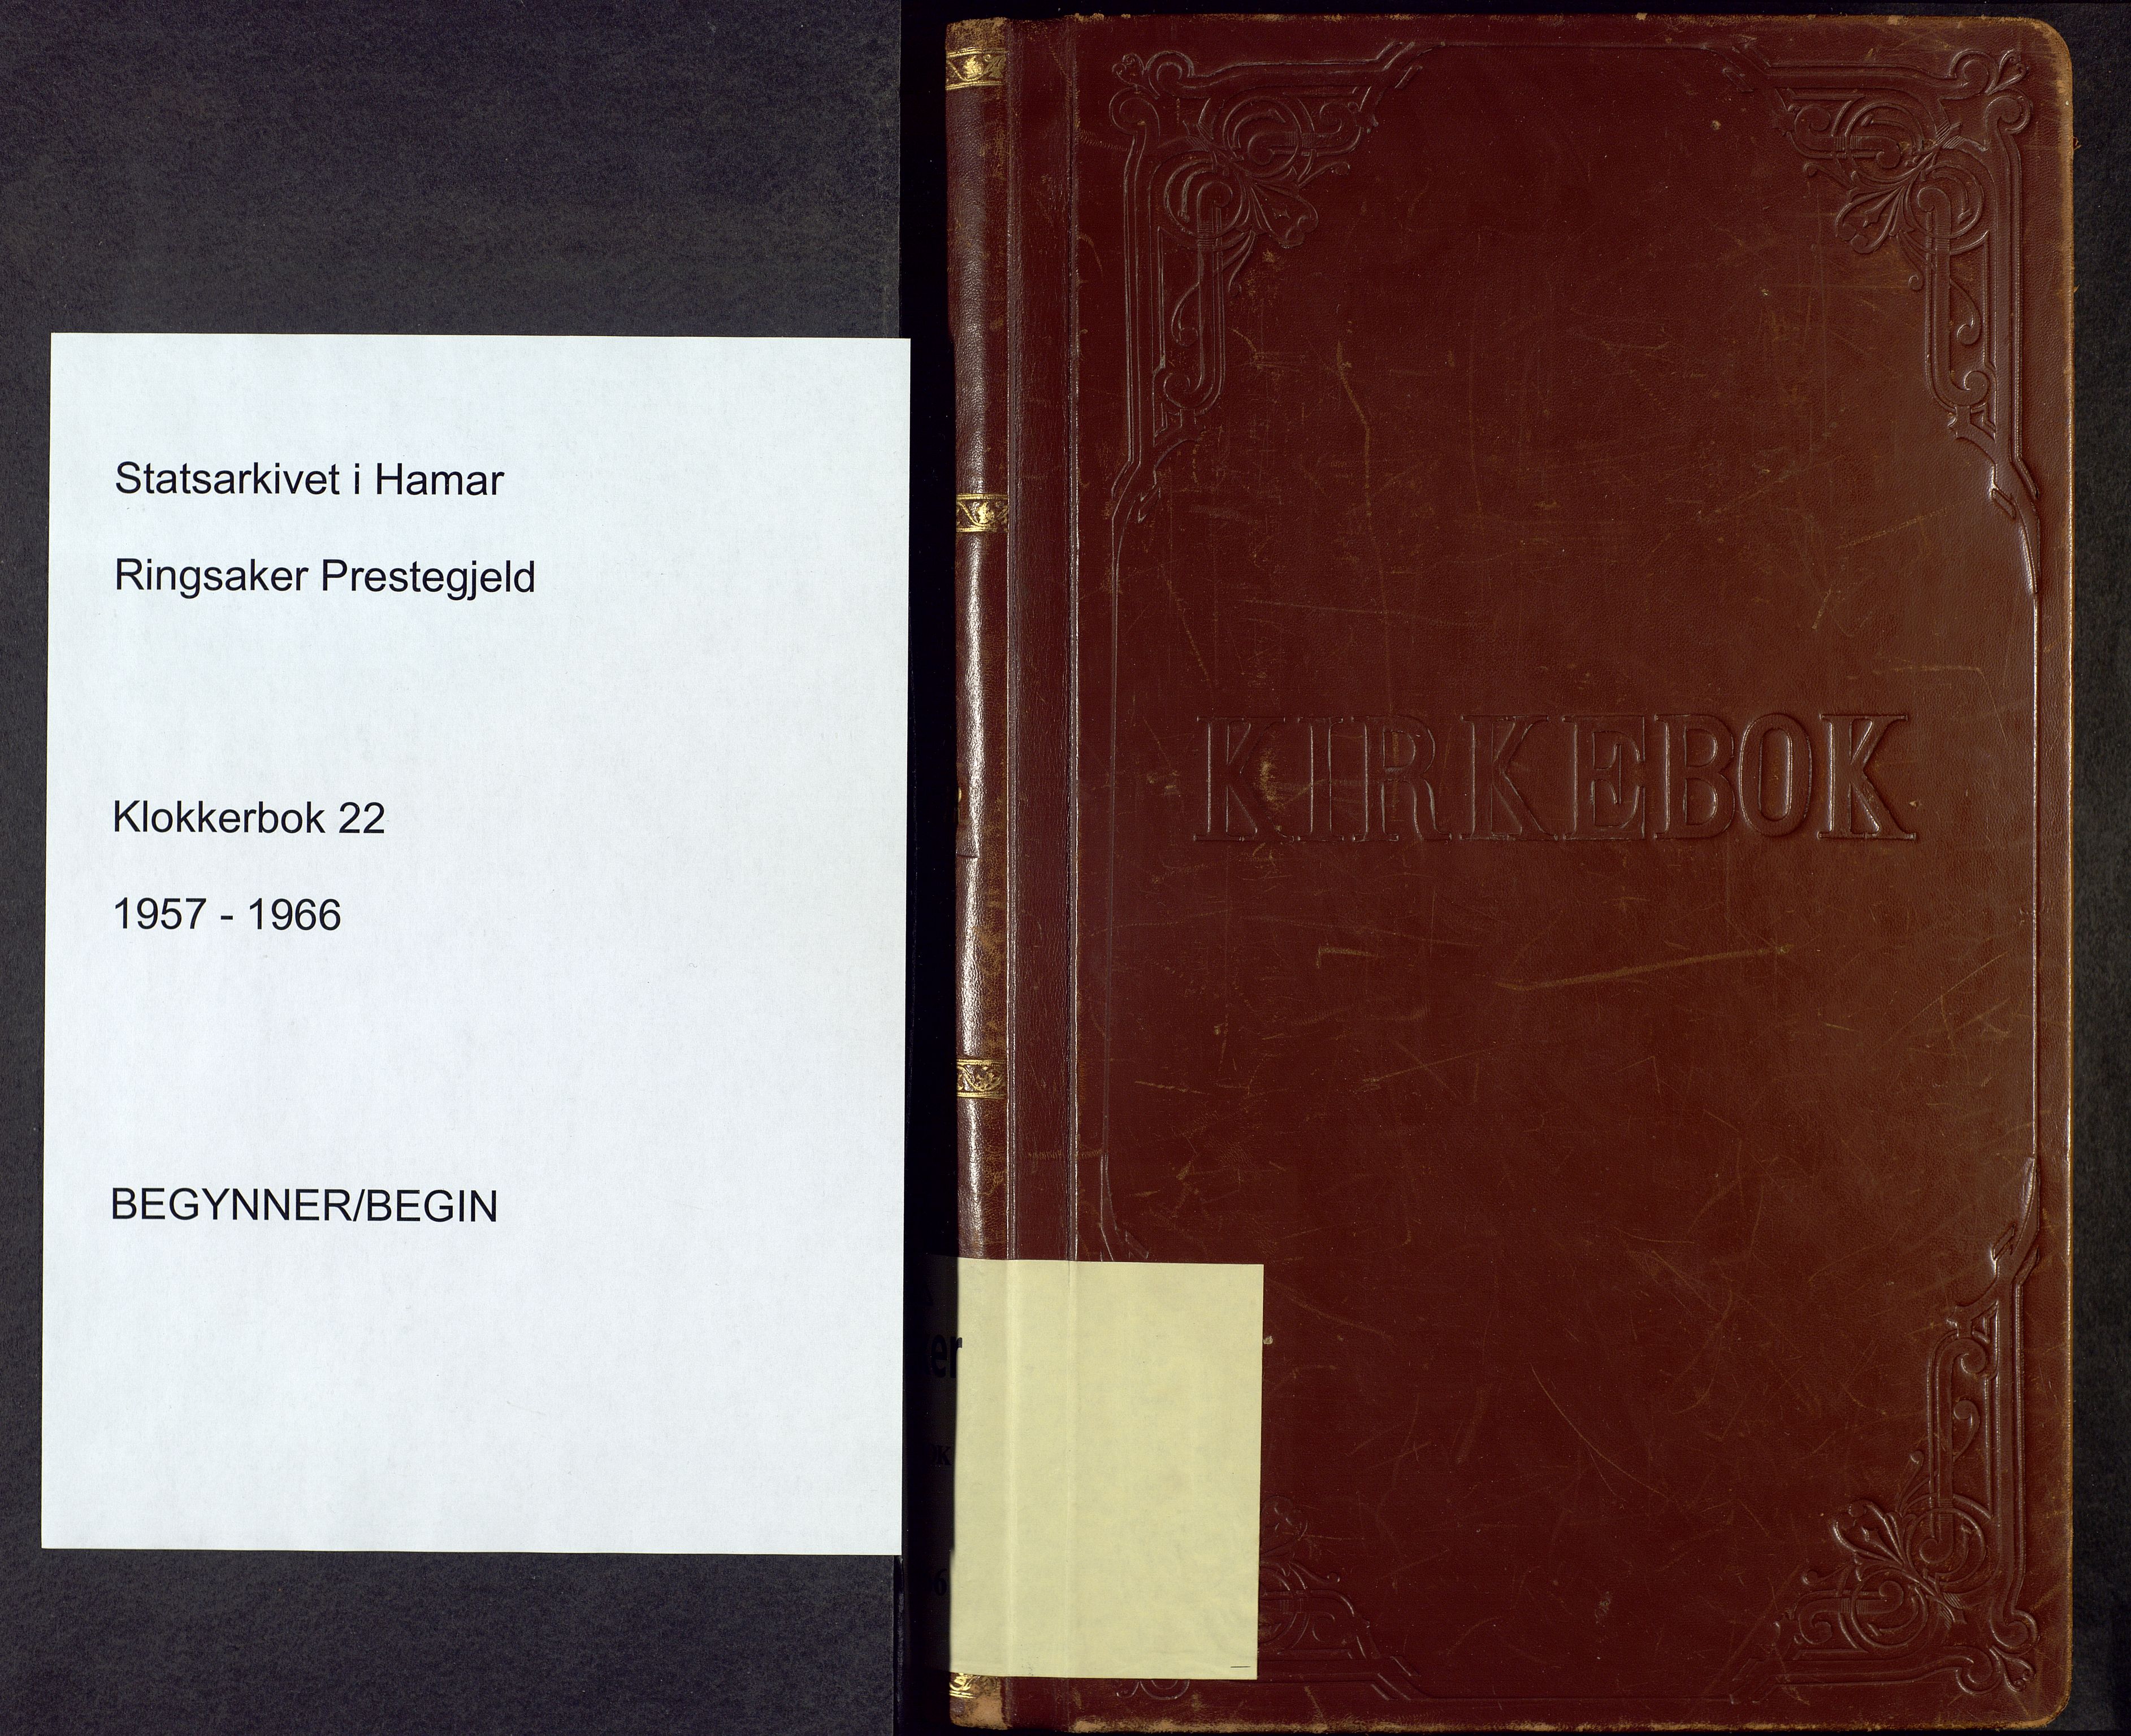 Statsarkivet i Hamar
Ringsaker Prestegjeld
Klokkerbok 22
1957 - 1966
BEGYNNER/BEGIN
KIRKEBOK